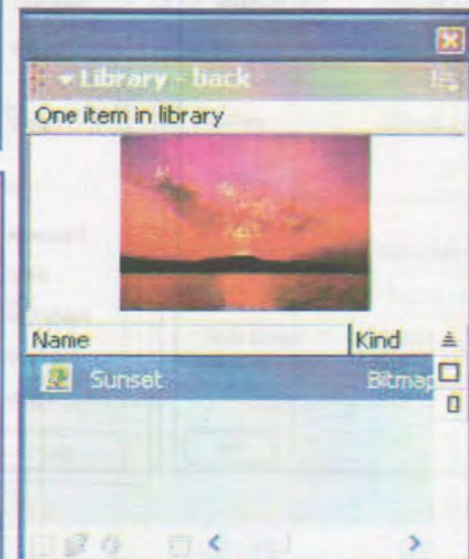 Library - back
One item in library
Name Kind
Sunset Bitmap